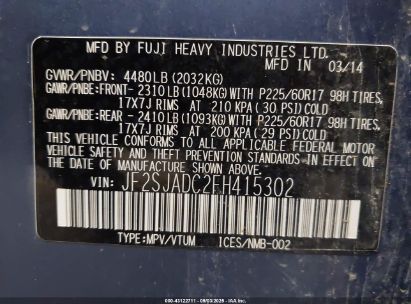 MFD BY FUJI HEAVY INDUSTRIES LTD.
MFD IN 03/14
GVWR/PNBV: 4480LB (2032KG)
GAWR/PNBE: FRONT- 2310LB (1048KG) WITH P225/60R17 98H TIRES,
17X7J RIMS AT 210 KPA ( 30 PSI) COLD
GAWR/PNBE: REAR - 2410LB (1093KG) WITH P225/60R17 98H TIRES,
17X7J RIMS AT 200 KPA ( 29 PSI) COLD
THIS VEHICLE CONFORMS TO ALL APPLICABLE FEDERAL MOTOR
VEHICLE SAFETY, BUMPER, AND THEFT PREVENTION STANDARDS
IN EFFECT ON THE DATE OF MANUFACTURE SHOWN ABOVE.
VIN: JF2SJADC2FH415302
TYPE:MPV/VTUM ICES/NMB-002